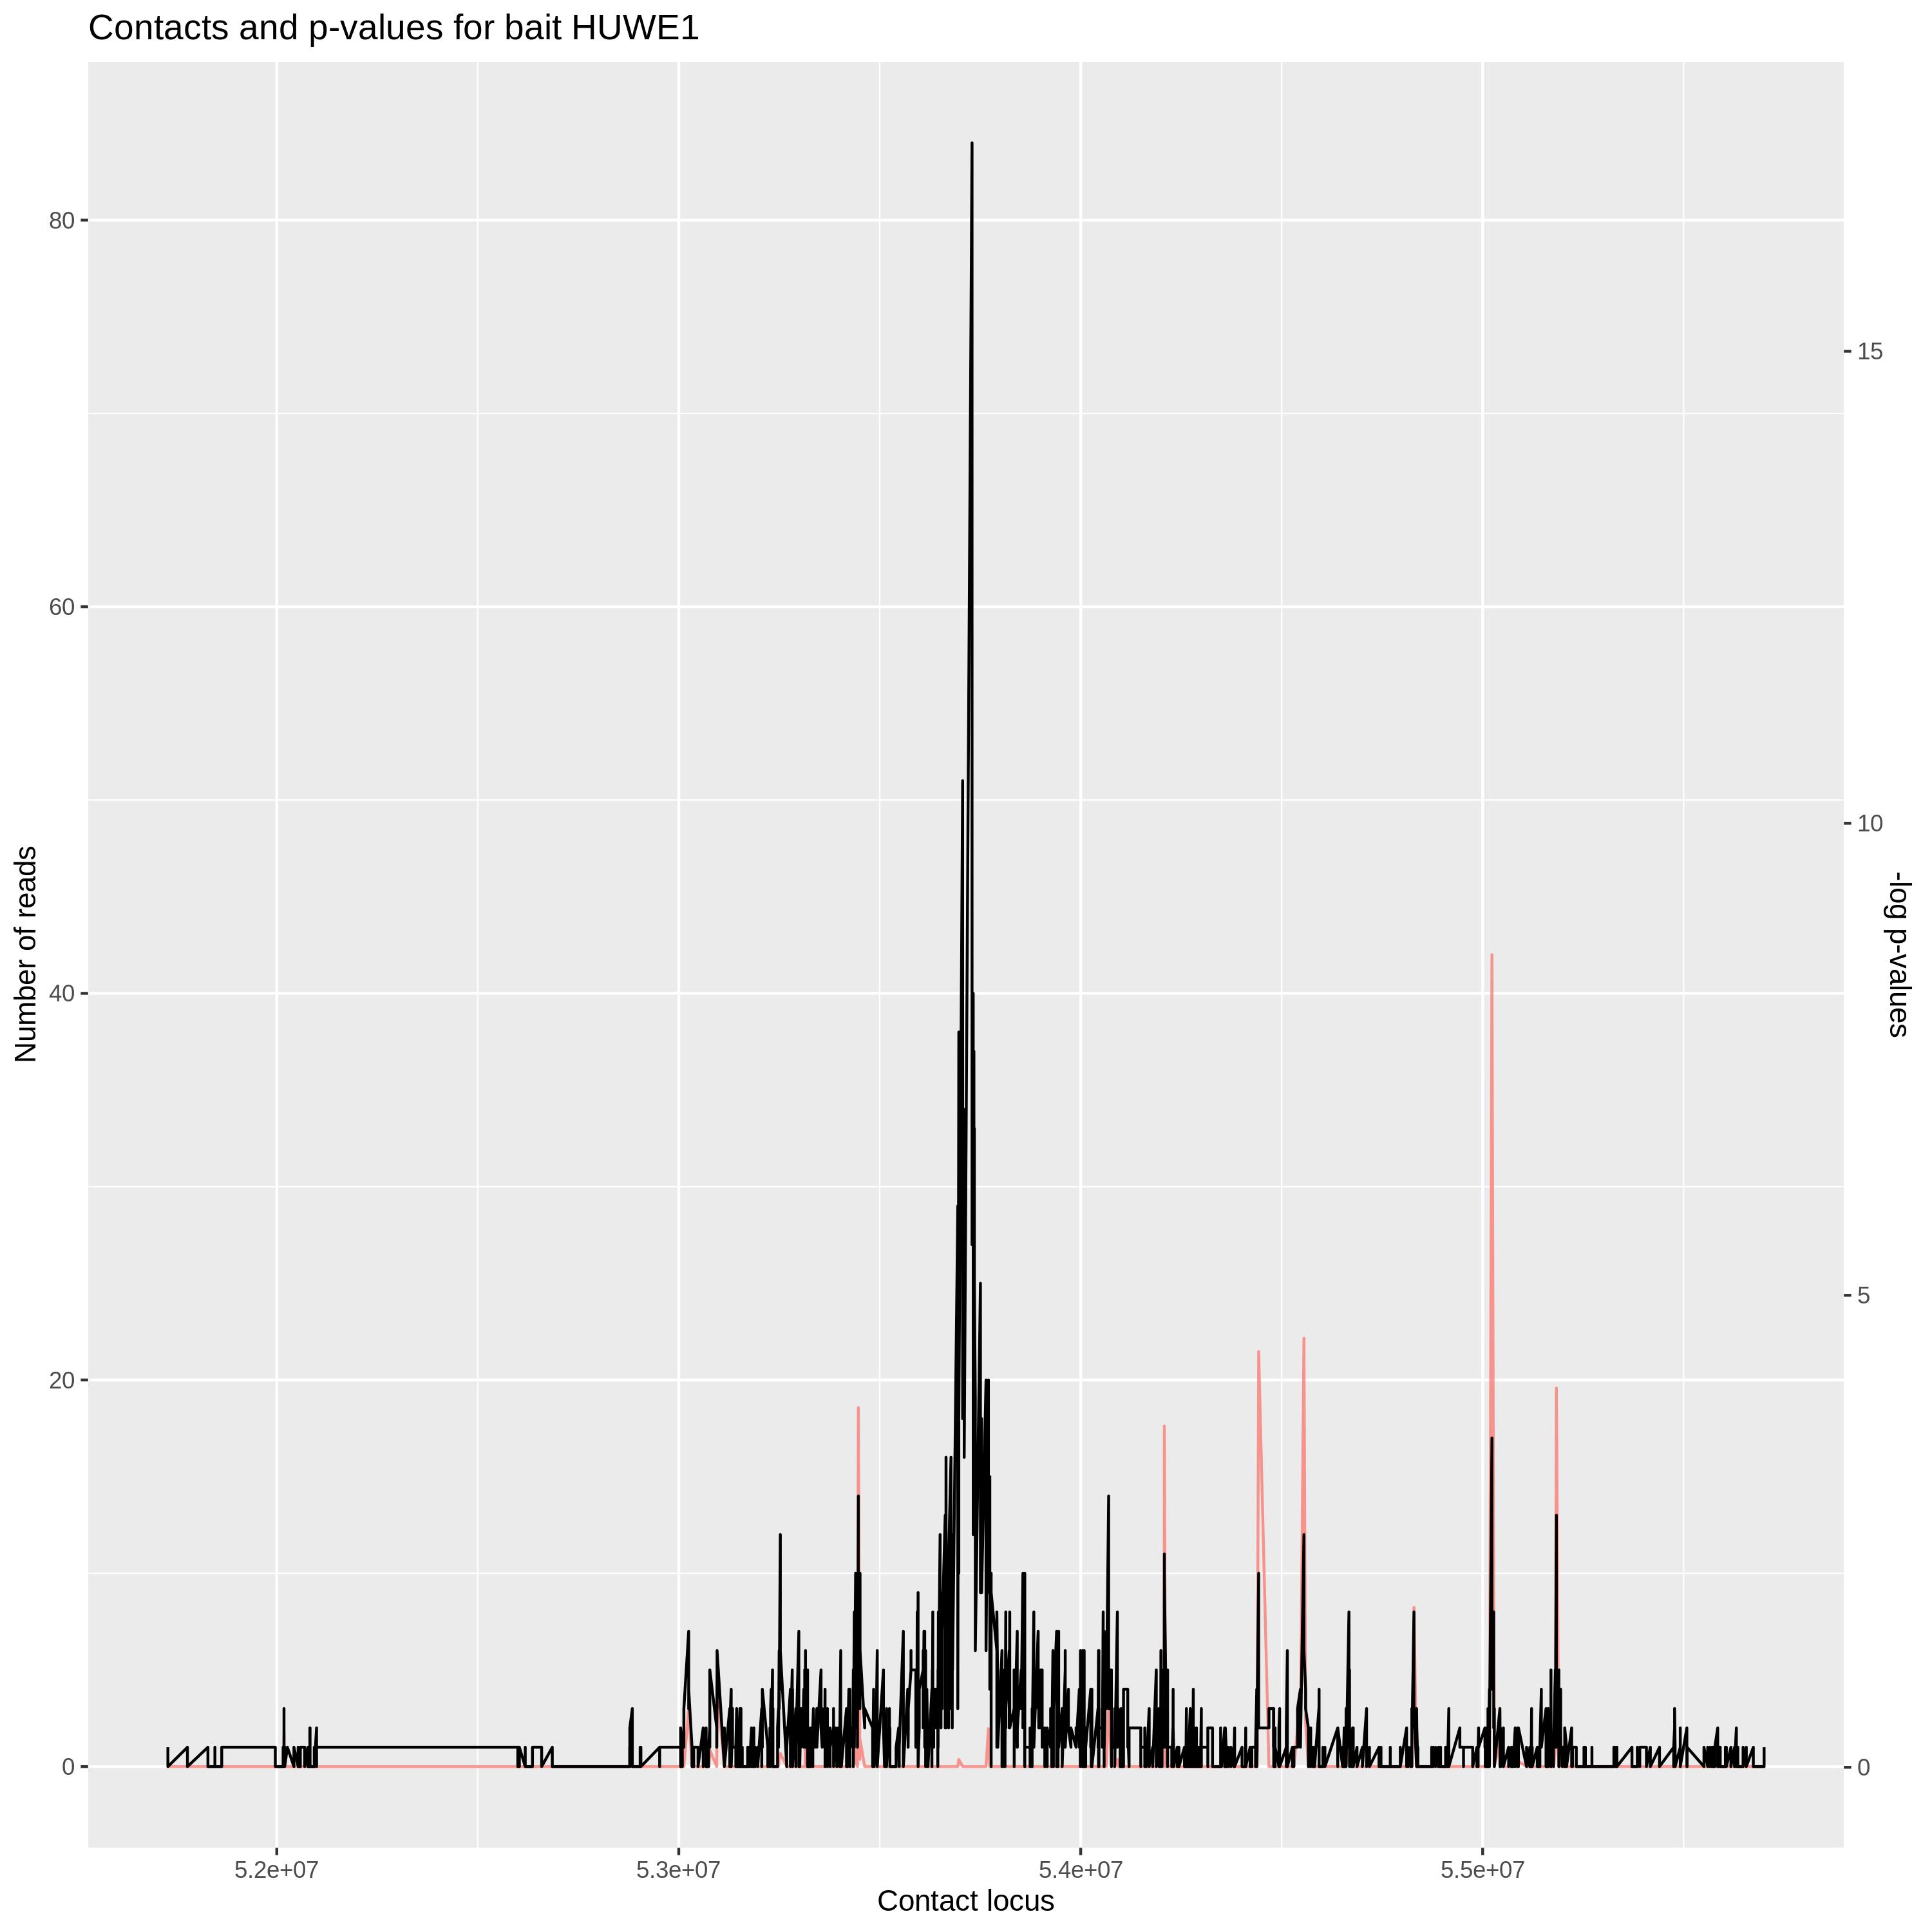 Contacts and p-values for bait HUWE1
80
60
40
20
0
Number of reads
15
10
5
0
-log p-values
5.2e+07
5.3e+07
5.4e+07
5.5e+07
Contact locus